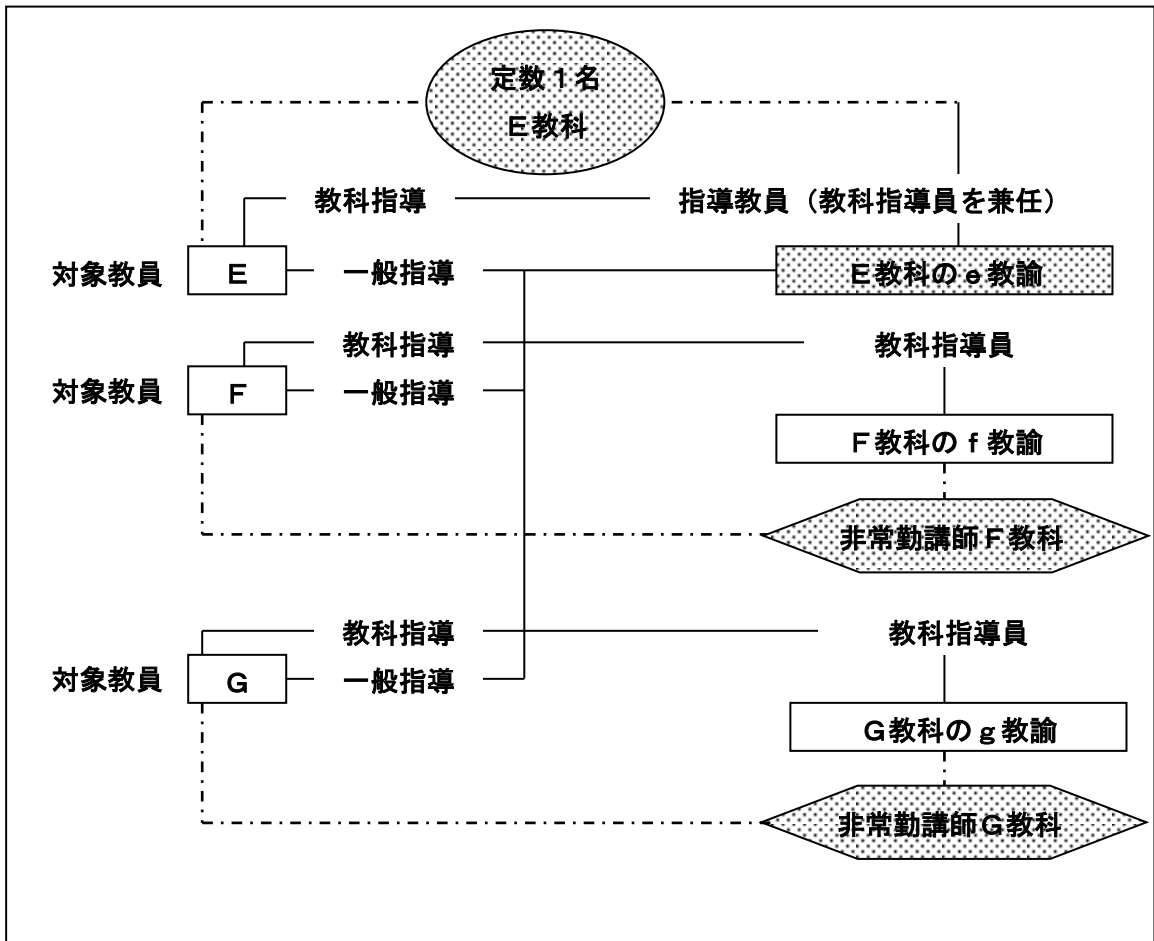 定数１名
Ｅ教科
教科指導
指導教員（教科指導員を兼任）
対象教員
Ｅ
一般指導
Ｅ教科のｅ教諭
教科指導
教科指導員
対象教員
Ｆ
一般指導
Ｆ教科のｆ教諭
非常勤講師Ｆ教科
教科指導
教科指導員
対象教員
Ｇ
一般指導
Ｇ教科のｇ教諭
非常勤講師Ｇ教科